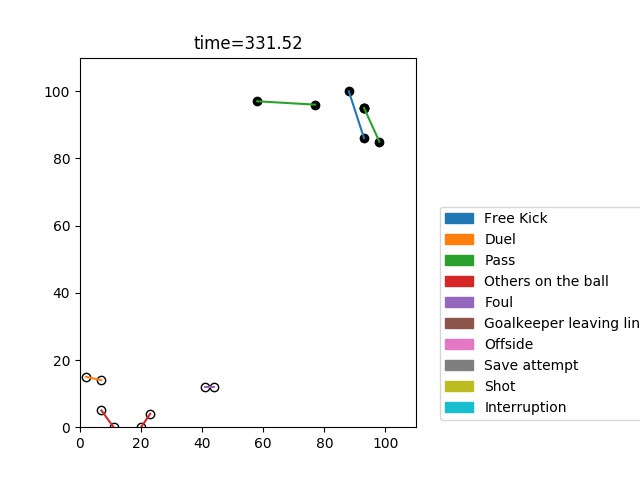 time=331.52
100
80
60
40
20
0
0 20 40 60 80 100
Free Kick
Duel
Pass
Others on the ball
Foul
Goalkeeper leaving lin
Offside
Save attempt
Shot
Interruption